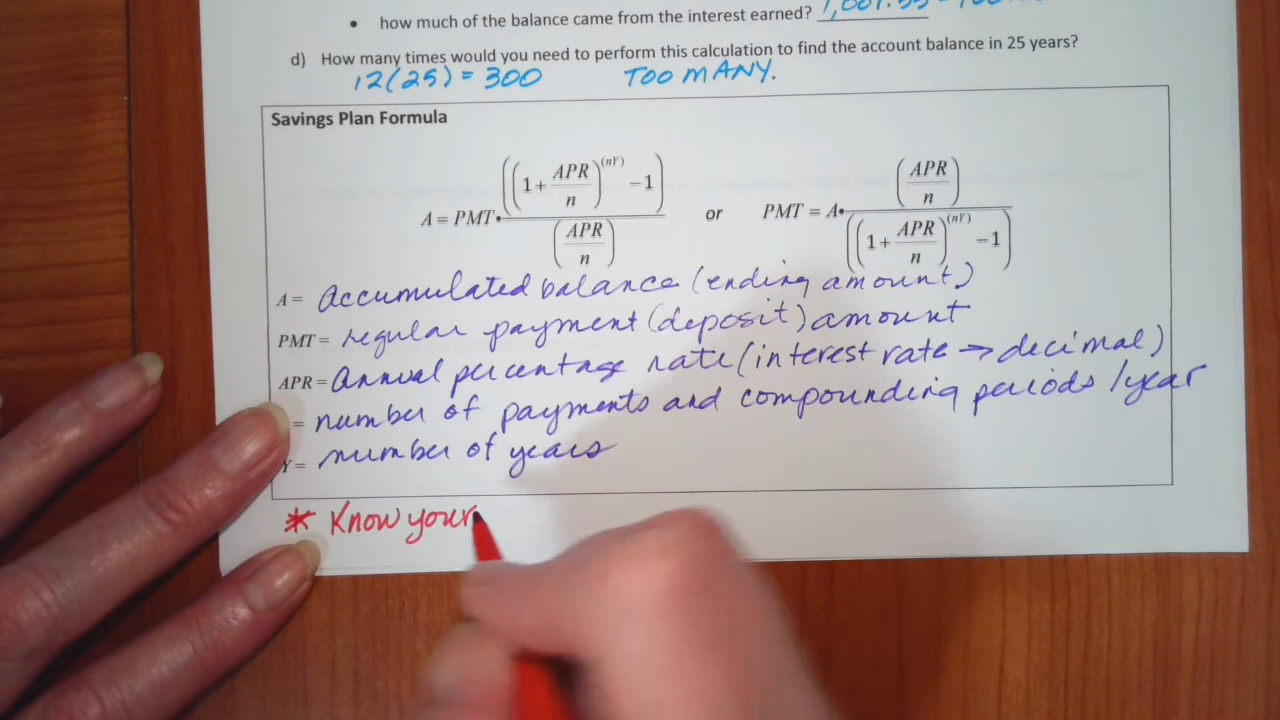 • how much of the balance came from the interest earned?
d) How many times would you need to perform this calculation to find the account balance in 25 years?
12(25) = 300 TOO MANY.
Savings Plan Formula
A = PMT • ((1 + APR/n)^(nY) − 1) / (APR/n) or PMT = A • (APR/n) / ((1 + APR/n)^(nY) − 1)
A = Accumulated balance (ending amount)
PMT = regular payment (deposit) amount
APR = Annual percentage rate (interest rate → decimal)
= number of payments and compounding periods /year
Y = number of years
* Know your